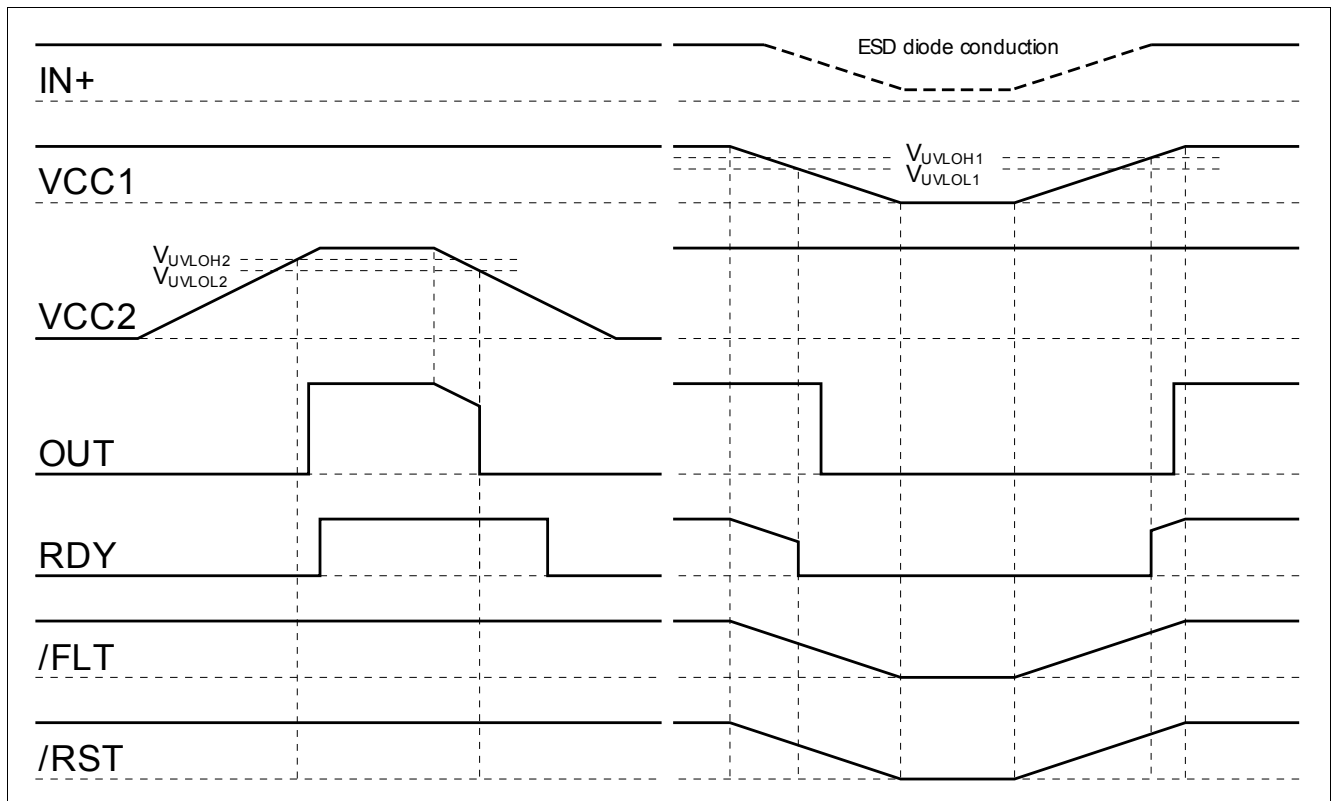 ESD diode conduction
IN+
VUVLOH1
VCC1
VUVLOL1
VUVLOH2
VUVLOL2
VCC2
OUT
RDY
/FLT
/RST